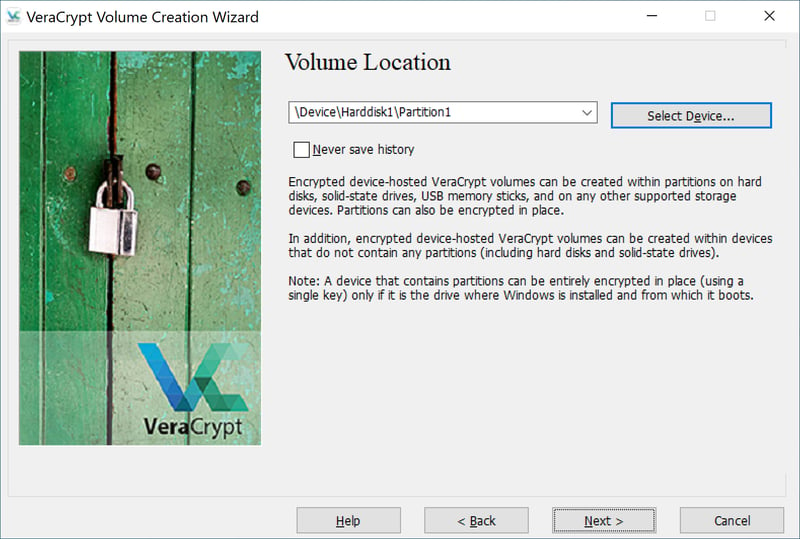 VeraCrypt Volume Creation Wizard
Volume Location
\Device\Harddisk1\Partition1
Select Device...
Never save history
Encrypted device-hosted VeraCrypt volumes can be created within partitions on hard
disks, solid-state drives, USB memory sticks, and on any other supported storage
devices. Partitions can also be encrypted in place.
In addition, encrypted device-hosted VeraCrypt volumes can be created within devices
that do not contain any partitions (including hard disks and solid-state drives).
Note: A device that contains partitions can be entirely encrypted in place (using a
single key) only if it is the drive where Windows is installed and from which it boots.
VeraCrypt
Help
< Back
Next >
Cancel